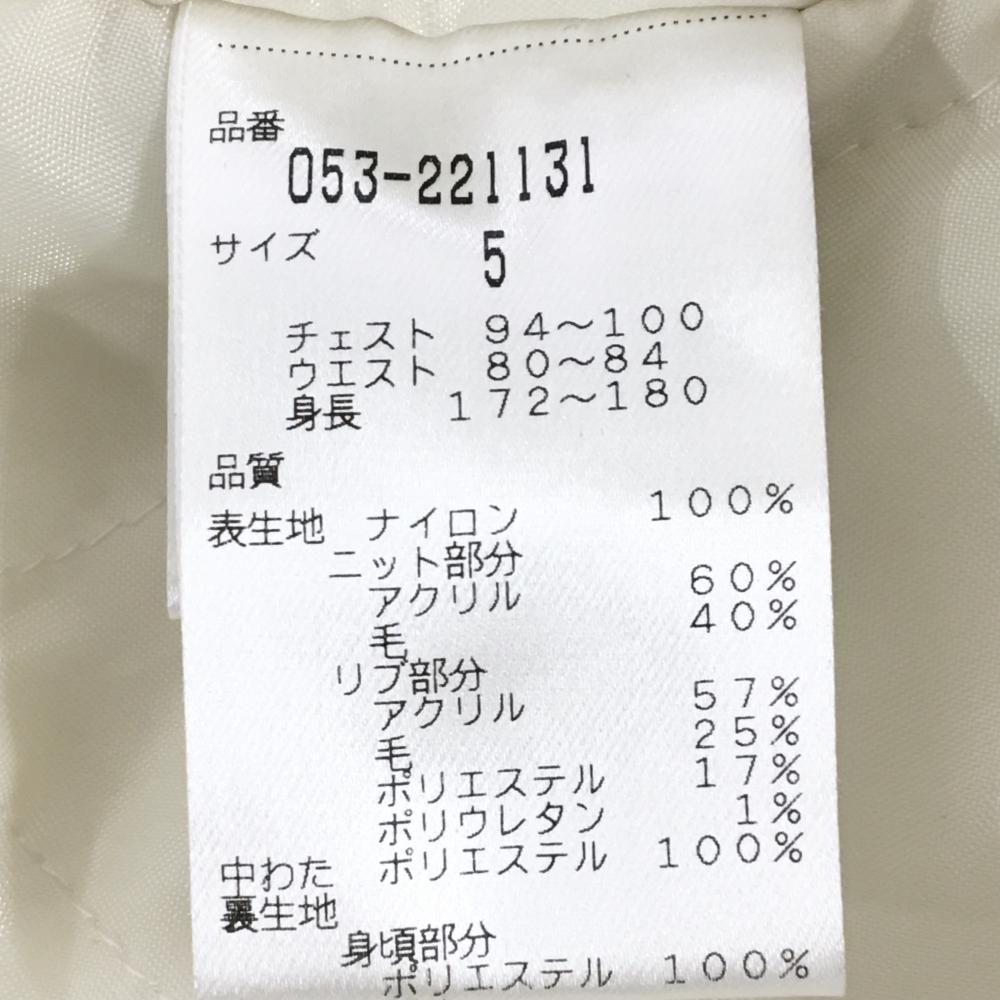 品番
053-221131
サイズ 5
チェスト 94～100
ウエスト 80～84
身長 172～180
品質
表生地 ナイロン 100%
ニット部分
アクリル 60%
毛 40%
リブ部分
アクリル 57%
毛 25%
ポリエステル 17%
ポリウレタン 1%
中わた ポリエステル 100%
裏生地
身頃部分
ポリエステル 100%